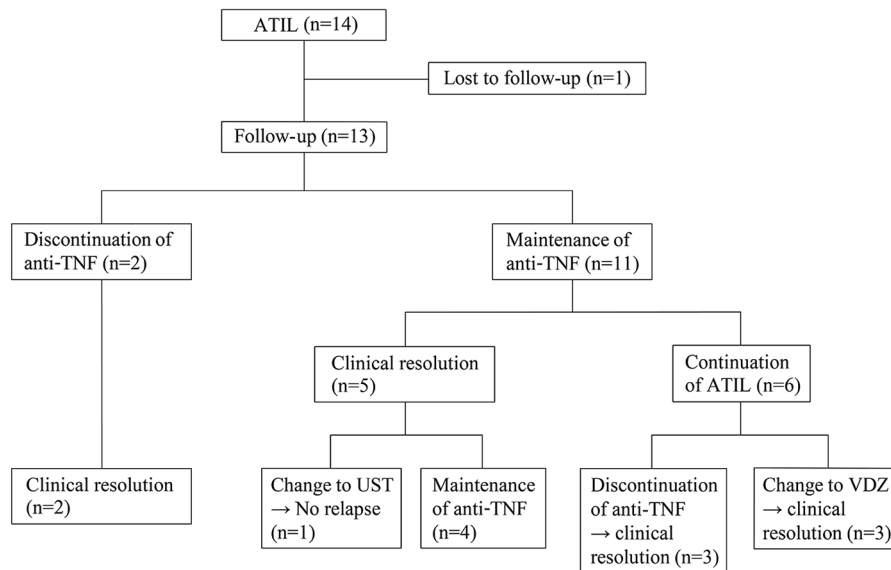 ATIL (n=14)
Lost to follow-up (n=1)
Follow-up (n=13)
Discontinuation of
anti-TNF (n=2)
Maintenance of
anti-TNF (n=11)
Clinical resolution
(n=5)
Continuation
of ATIL (n=6)
Clinical resolution
(n=2)
Change to UST
→ No relapse
(n=1)
Maintenance
of anti-TNF
(n=4)
Discontinuation
of anti-TNF
→ clinical
resolution (n=3)
Change to VDZ
→ clinical
resolution (n=3)